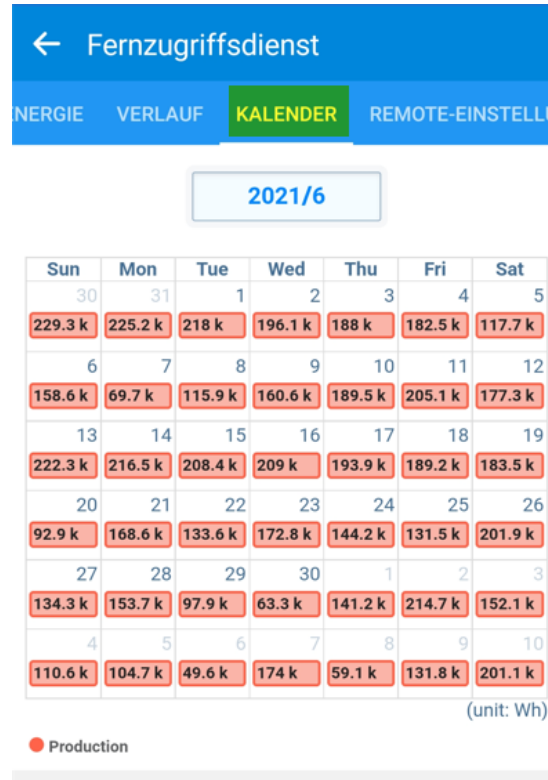 ← Fernzugriffsdienst
NERGIE VERLAUF KALENDER REMOTE-EINSTELLU
2021/6
Sun Mon Tue Wed Thu Fri Sat
30 31 1 2 3 4 5
229.3 k 225.2 k 218 k 196.1 k 188 k 182.5 k 117.7 k
6 7 8 9 10 11 12
158.6 k 69.7 k 115.9 k 160.6 k 189.5 k 205.1 k 177.3 k
13 14 15 16 17 18 19
222.3 k 216.5 k 208.4 k 209 k 193.9 k 189.2 k 183.5 k
20 21 22 23 24 25 26
92.9 k 168.6 k 133.6 k 172.8 k 144.2 k 131.5 k 201.9 k
27 28 29 30 1 2 3
134.3 k 153.7 k 97.9 k 63.3 k 141.2 k 214.7 k 152.1 k
4 5 6 7 8 9 10
110.6 k 104.7 k 49.6 k 174 k 59.1 k 131.8 k 201.1 k
(unit: Wh)
Production